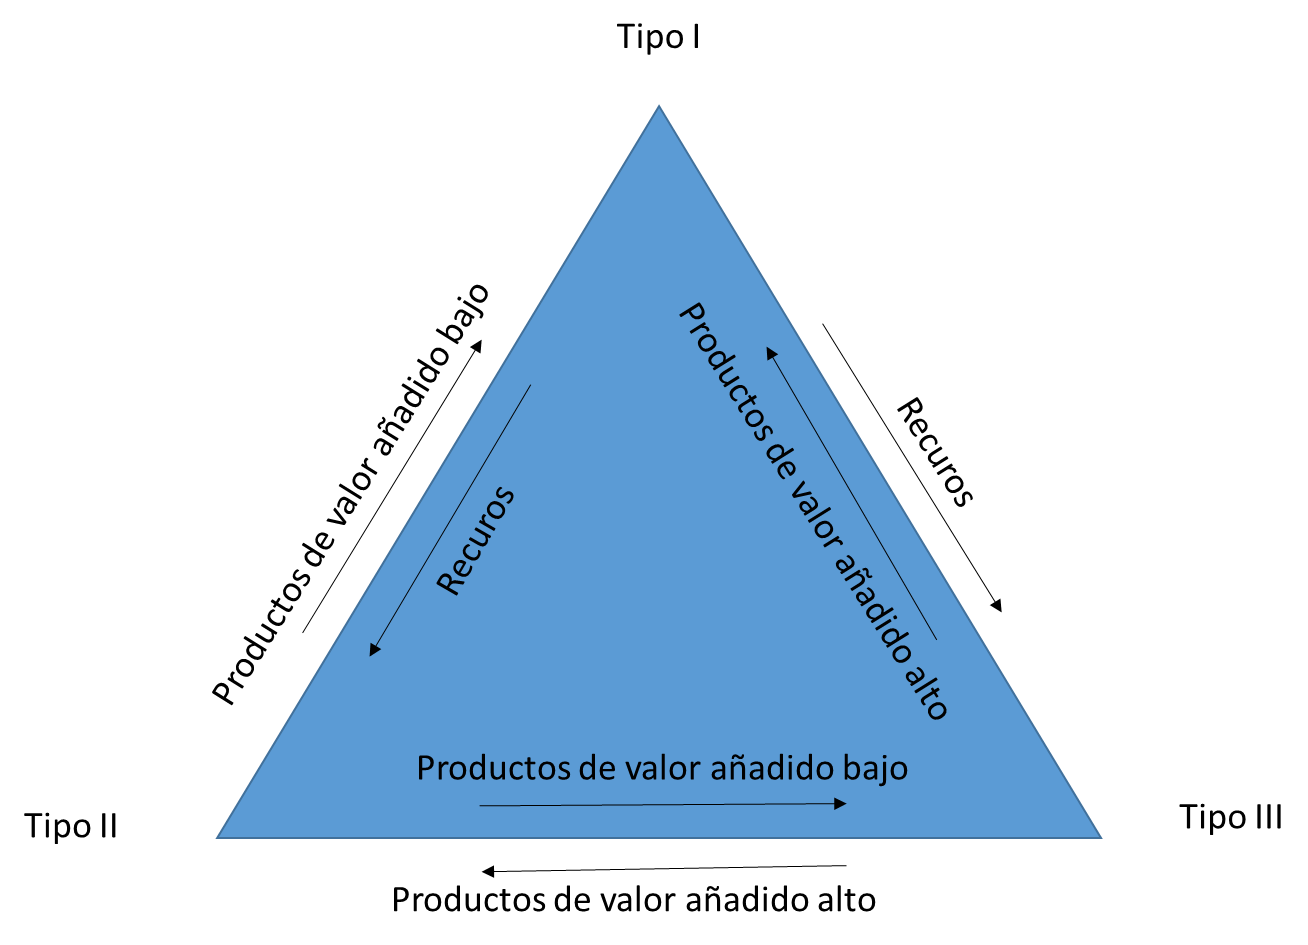 Tipo I
Productos de valor añadido bajo
Recuros
Productos de valor añadido alto
Recuros
Productos de valor añadido bajo
Tipo II
Tipo III
Productos de valor añadido alto